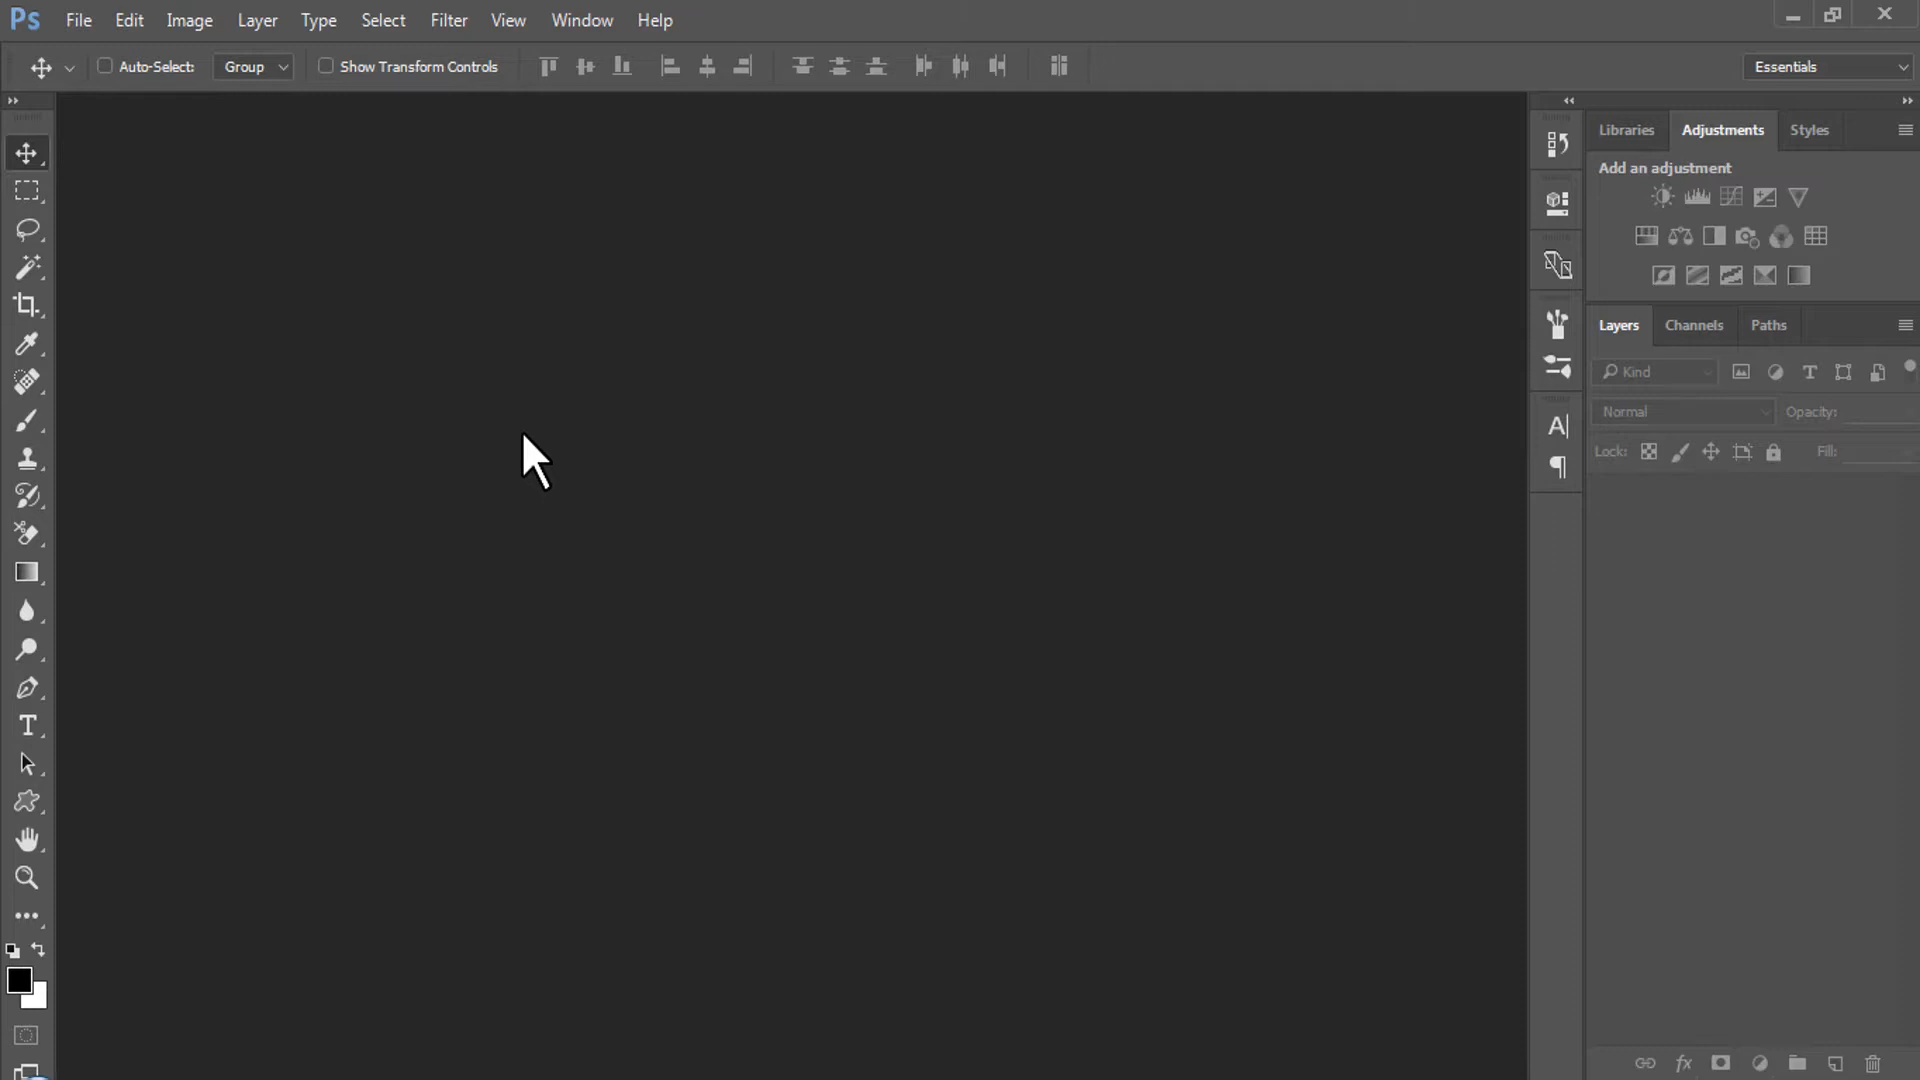 Ps File Edit Image Layer Type Select Filter View Window Help
Auto-Select: Group Show Transform Controls Essentials
Libraries Adjustments Styles
Add an adjustment
Layers Channels Paths
Kind
Normal Opacity:
Lock: Fill: